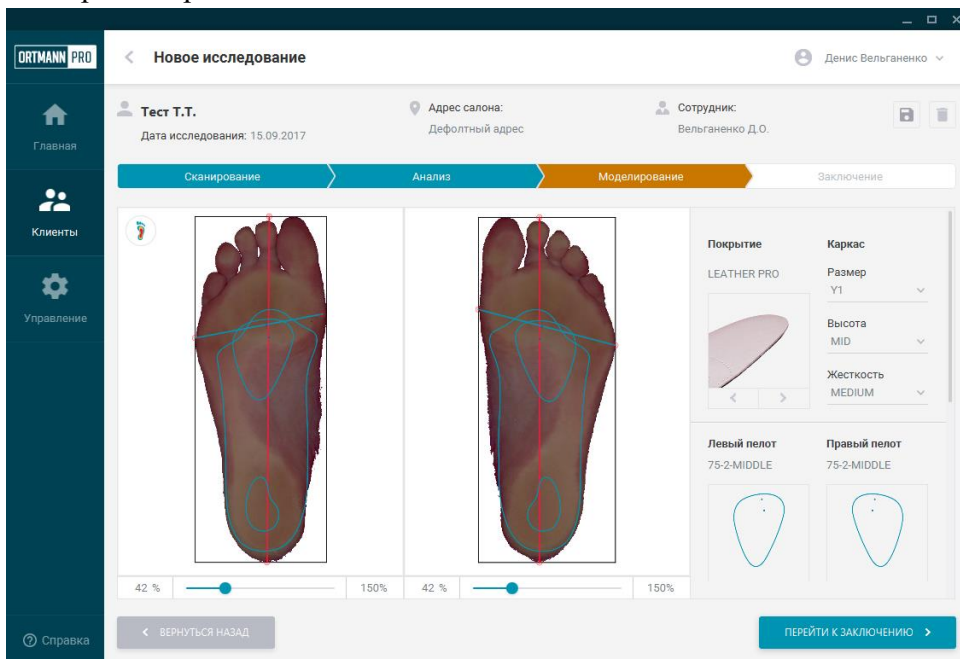 ORTMANN PRO
Новое исследование
Денис Вельганенко
Главная
Клиенты
Управление
Справка
Тест Т.Т.
Дата исследования: 15.09.2017
Адрес салона:
Дефолтный адрес
Сотрудник:
Вельганенко Д.О.
Сканирование
Анализ
Моделирование
Заключение
42 %
150%
42 %
150%
Покрытие
LEATHER PRO
Каркас
Размер
Y1
Высота
MID
Жесткость
MEDIUM
Левый пелот
75-2-MIDDLE
Правый пелот
75-2-MIDDLE
ВЕРНУТЬСЯ НАЗАД
ПЕРЕЙТИ К ЗАКЛЮЧЕНИЮ